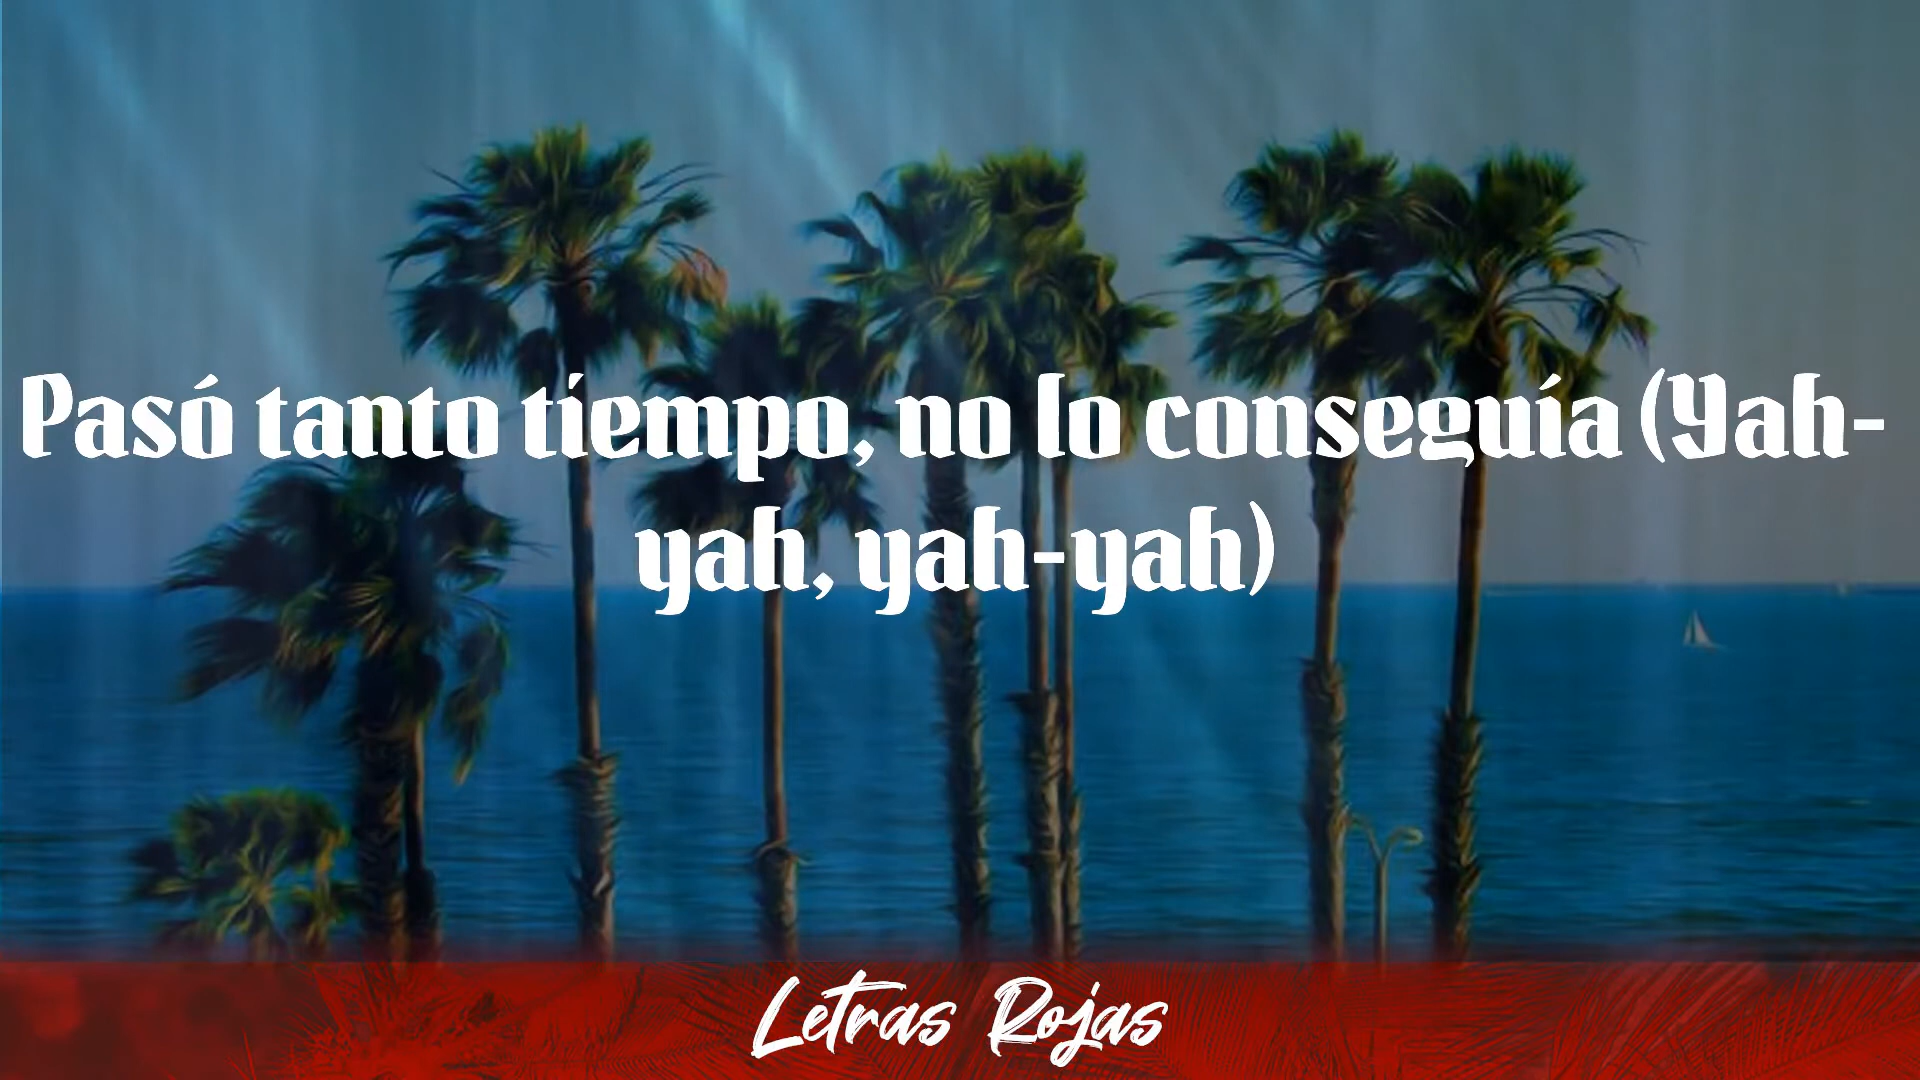 Pasó tanto tiempo, no lo conseguía (Yah-
yah, yah-yah)
Letras Rojas